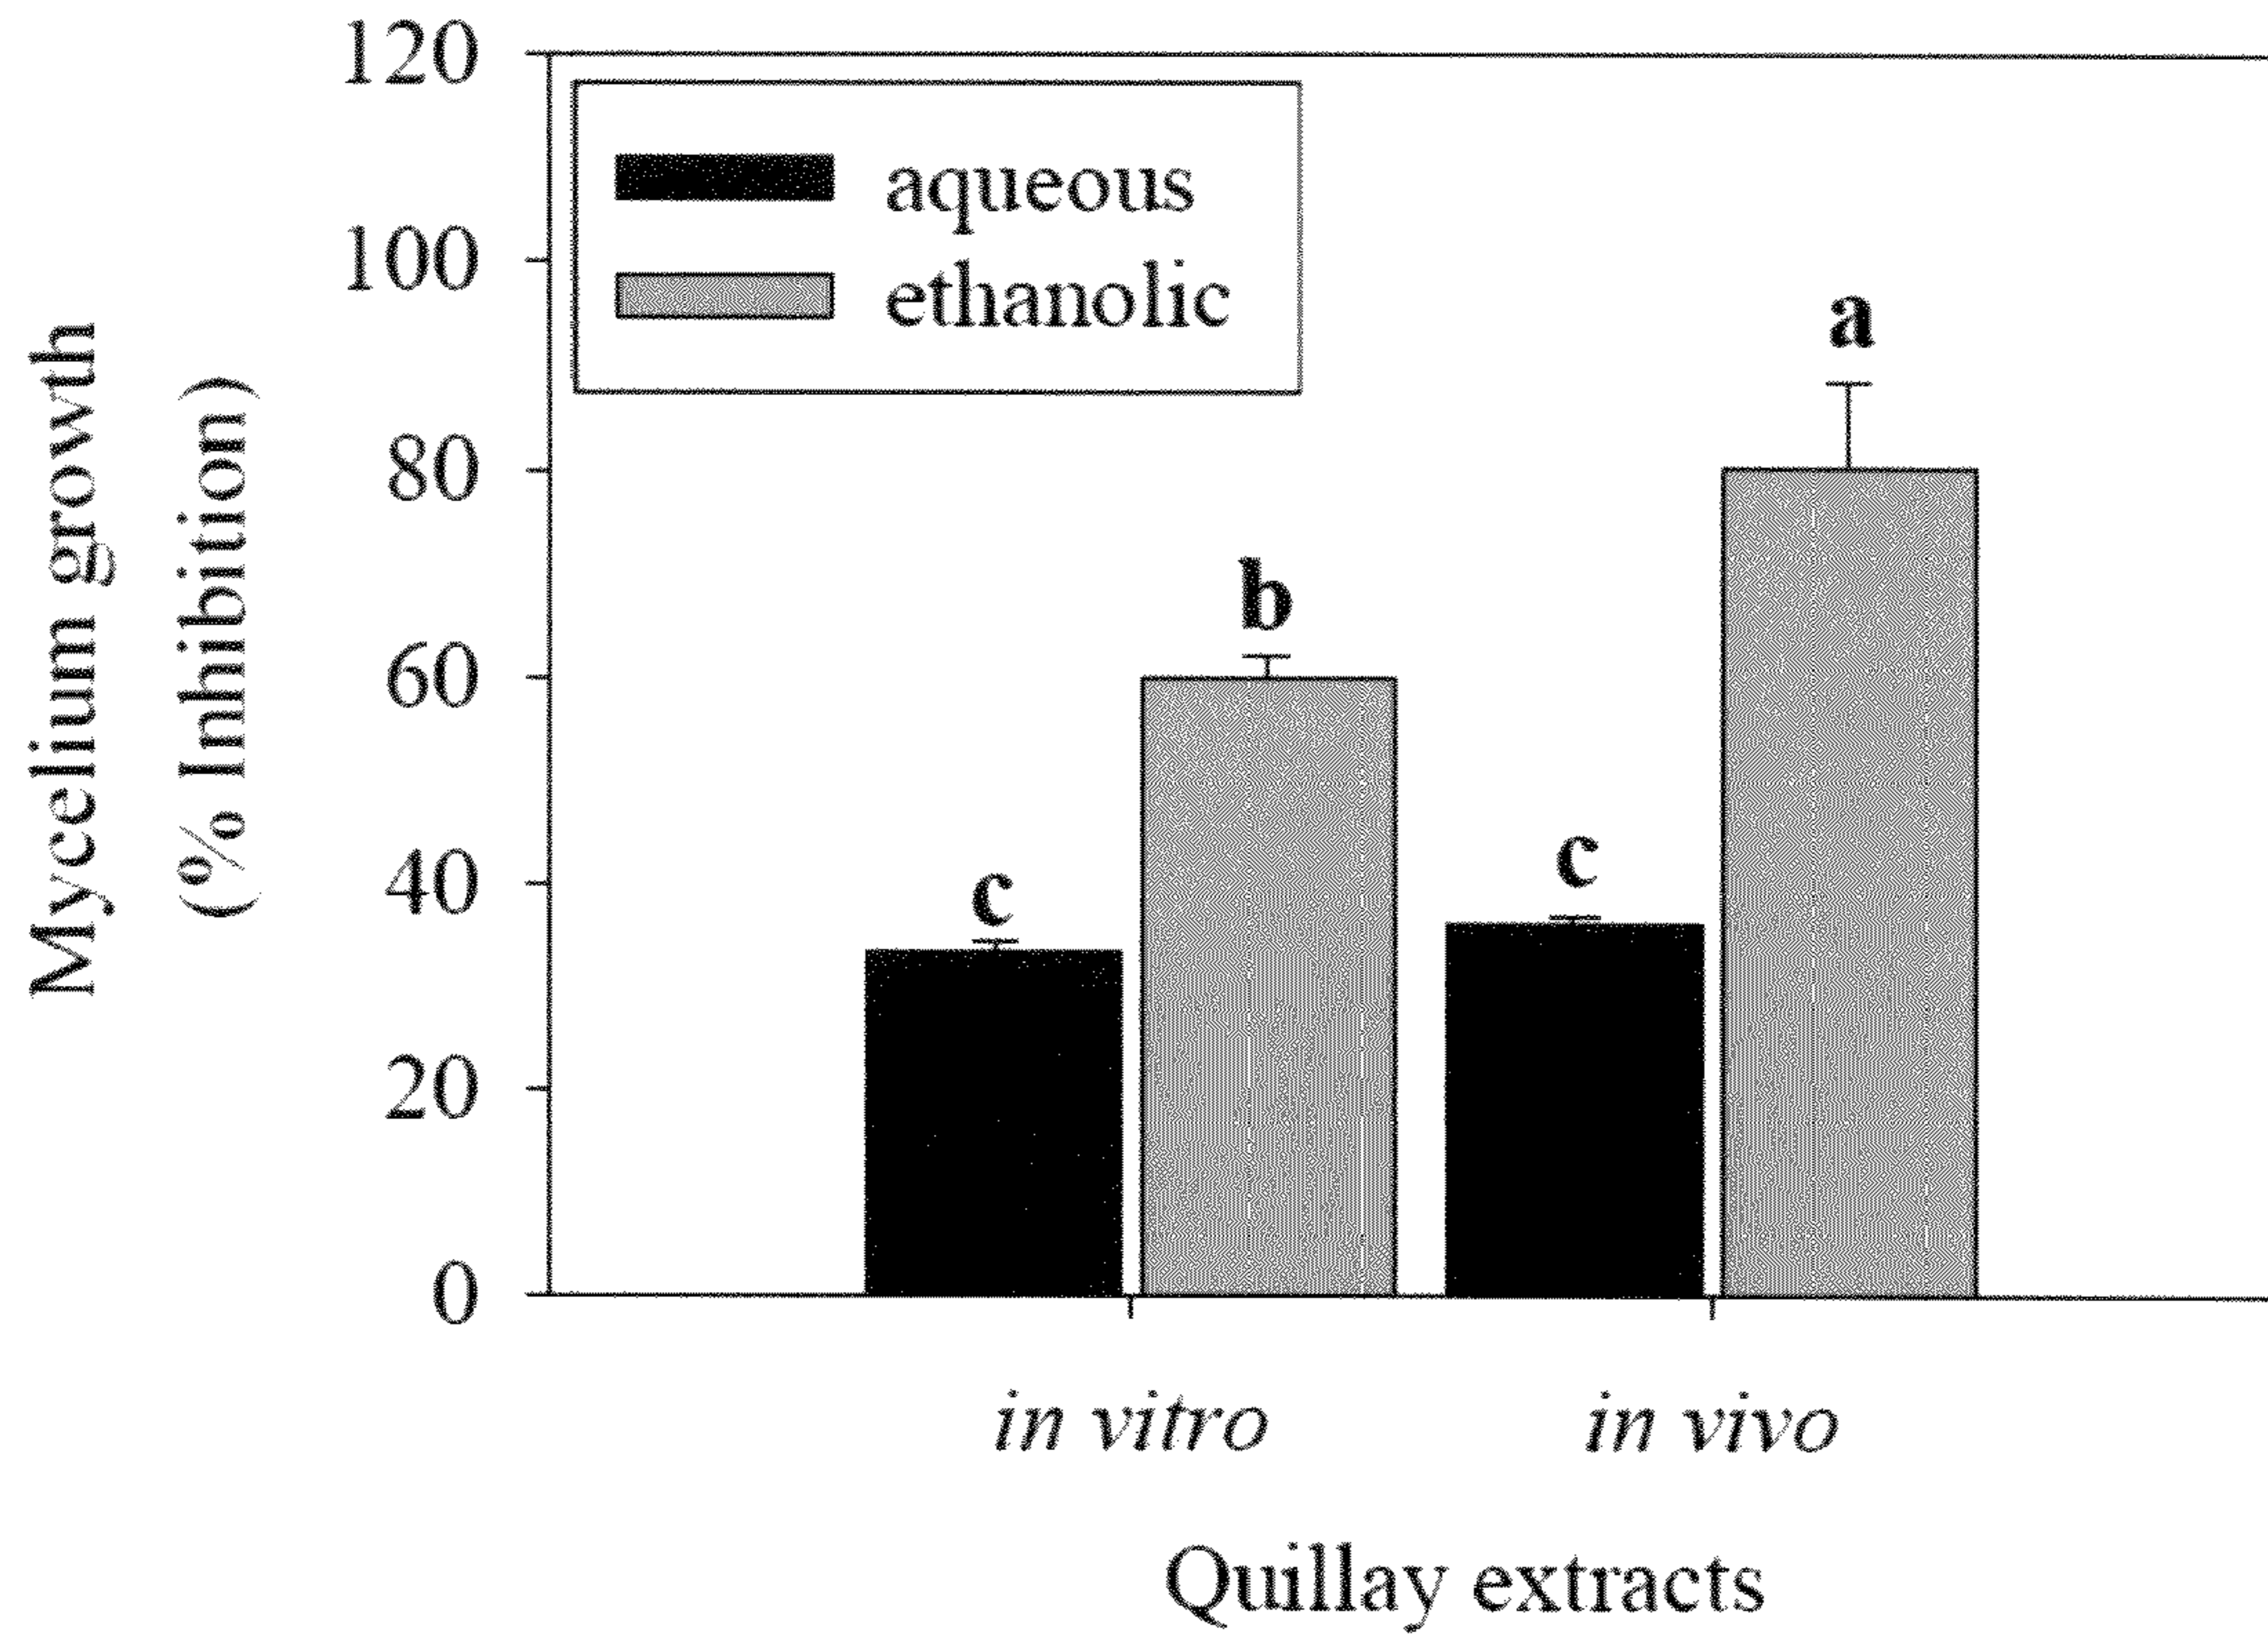 Mycelium growth
(% Inhibition)
120
100
80
60
40
20
0
aqueous
ethanolic
c
b
c
a
in vitro
in vivo
Quillay extracts